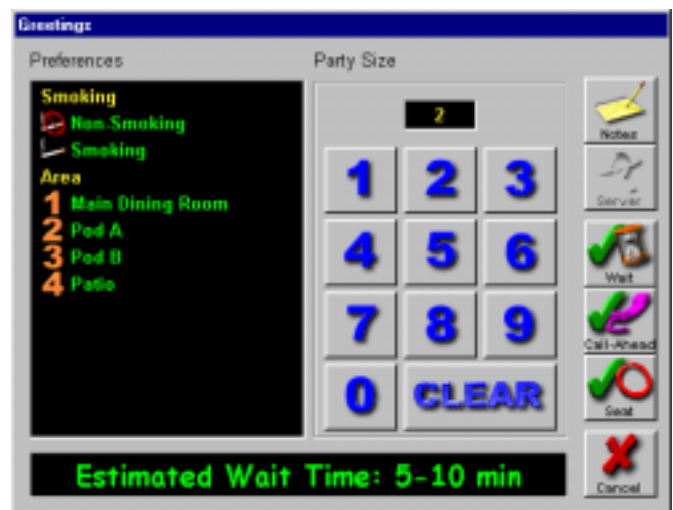 Greetings
Preferences
Party Size
Smoking
Non-Smoking
Smoking
Area
1 Main Dining Room
2 Pod A
3 Pod B
4 Patio
2
1 2 3
4 5 6
7 8 9
0 CLEAR
Notes
Server
Wait
Call-Ahead
Seat
Cancel
Estimated Wait Time: 5-10 min